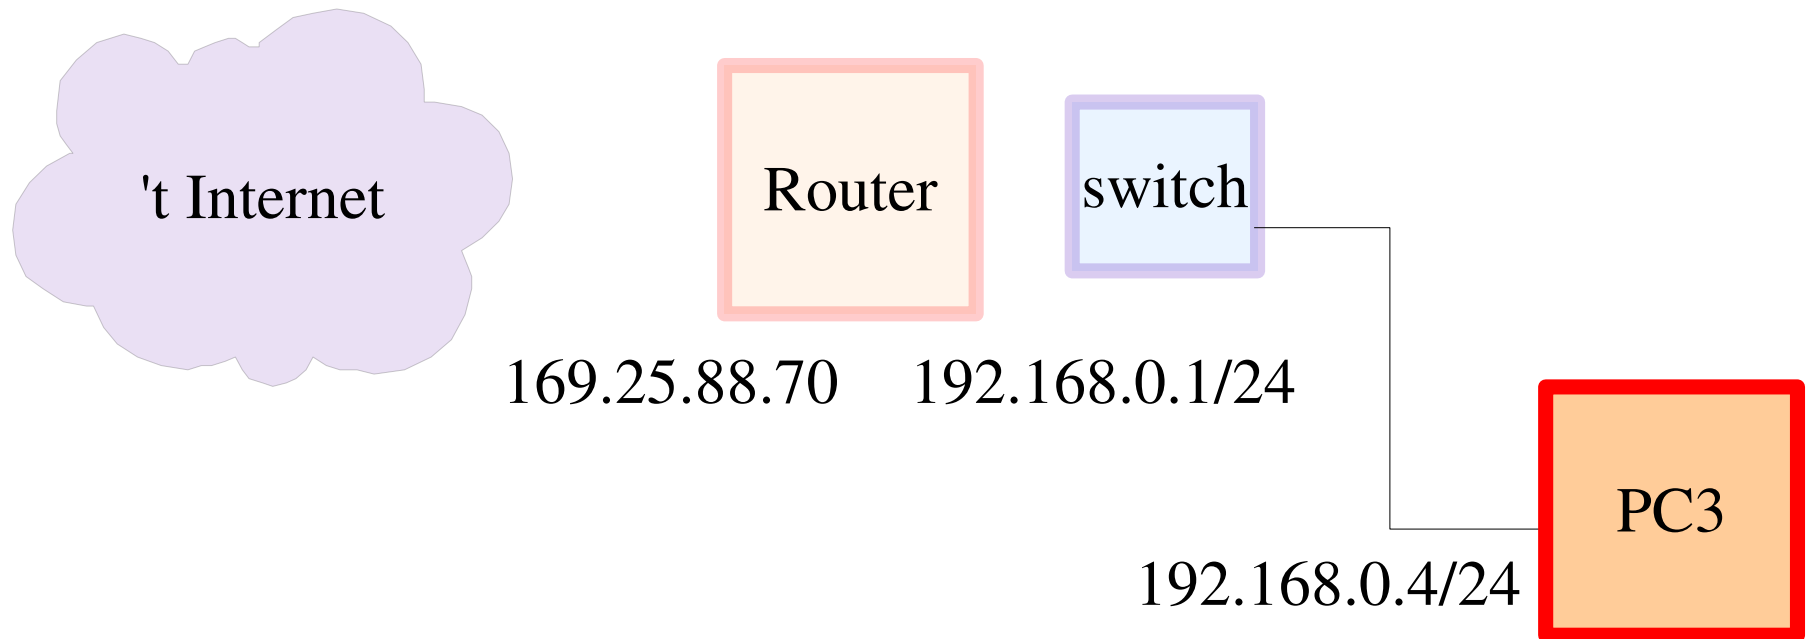 't Internet
Router
switch
169.25.88.70
192.168.0.1/24
PC3
192.168.0.4/24